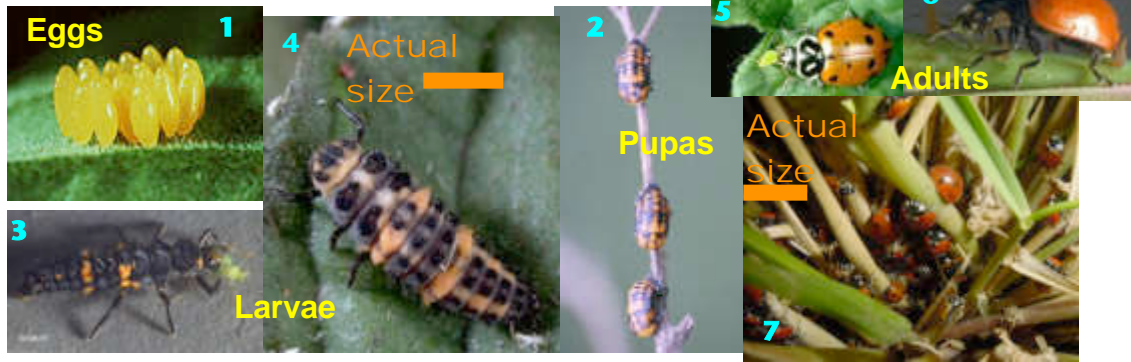 Eggs
1
4
Actual
size
2
Pupas
5
6
Adults
Actual
size
3
Larvae
7